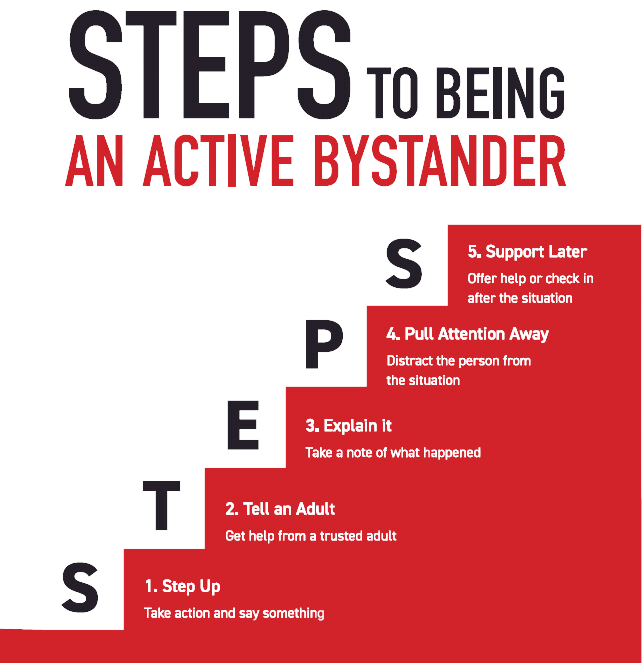 STEPS TO BEING
AN ACTIVE BYSTANDER
S
5. Support Later
Offer help or check in
after the situation
P
4. Pull Attention Away
Distract the person from
the situation
E
3. Explain it
Take a note of what happened
T
2. Tell an Adult
Get help from a trusted adult
S
1. Step Up
Take action and say something